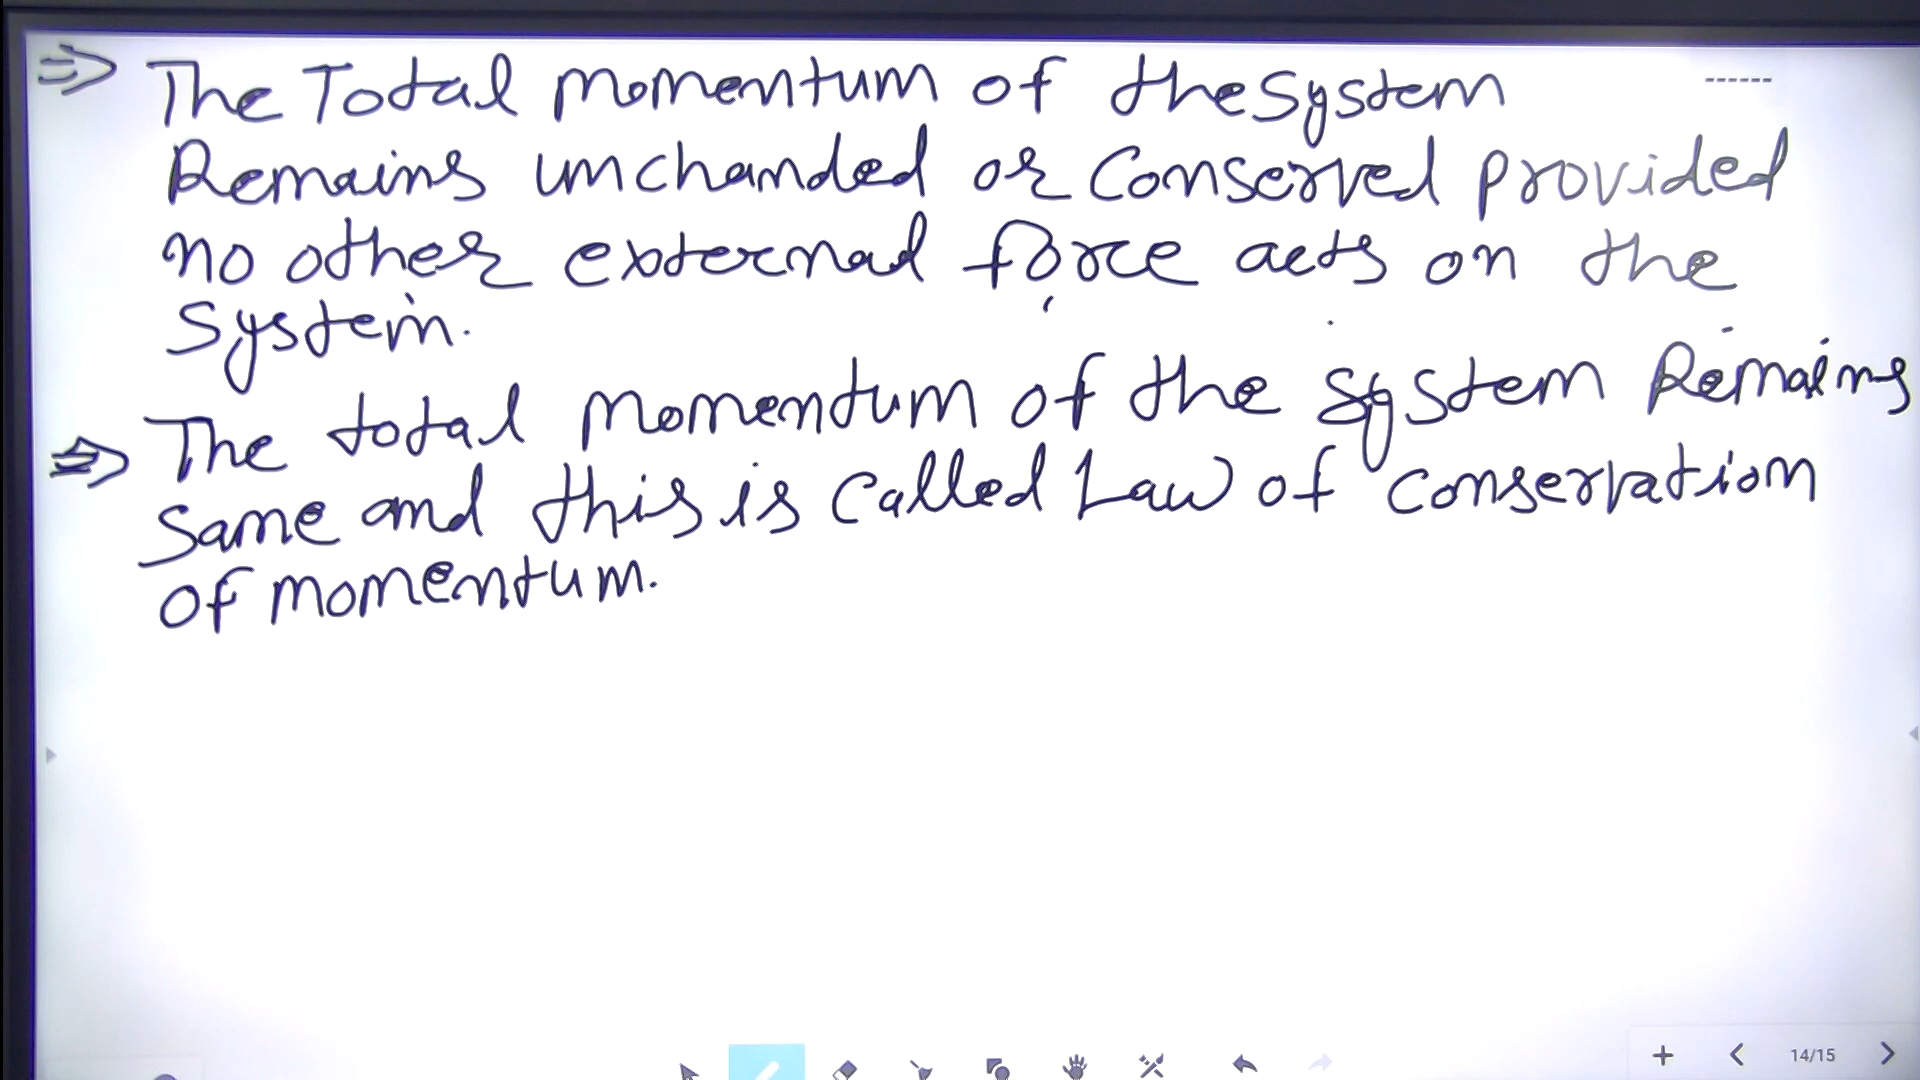 ⇒ The Total momentum of the System
Remains unchanded or Conserved provided
no other external force acts on the
System.
⇒ The total momentum of the system Remains
Same and this is called Law of conservation
of momentum.
14/15